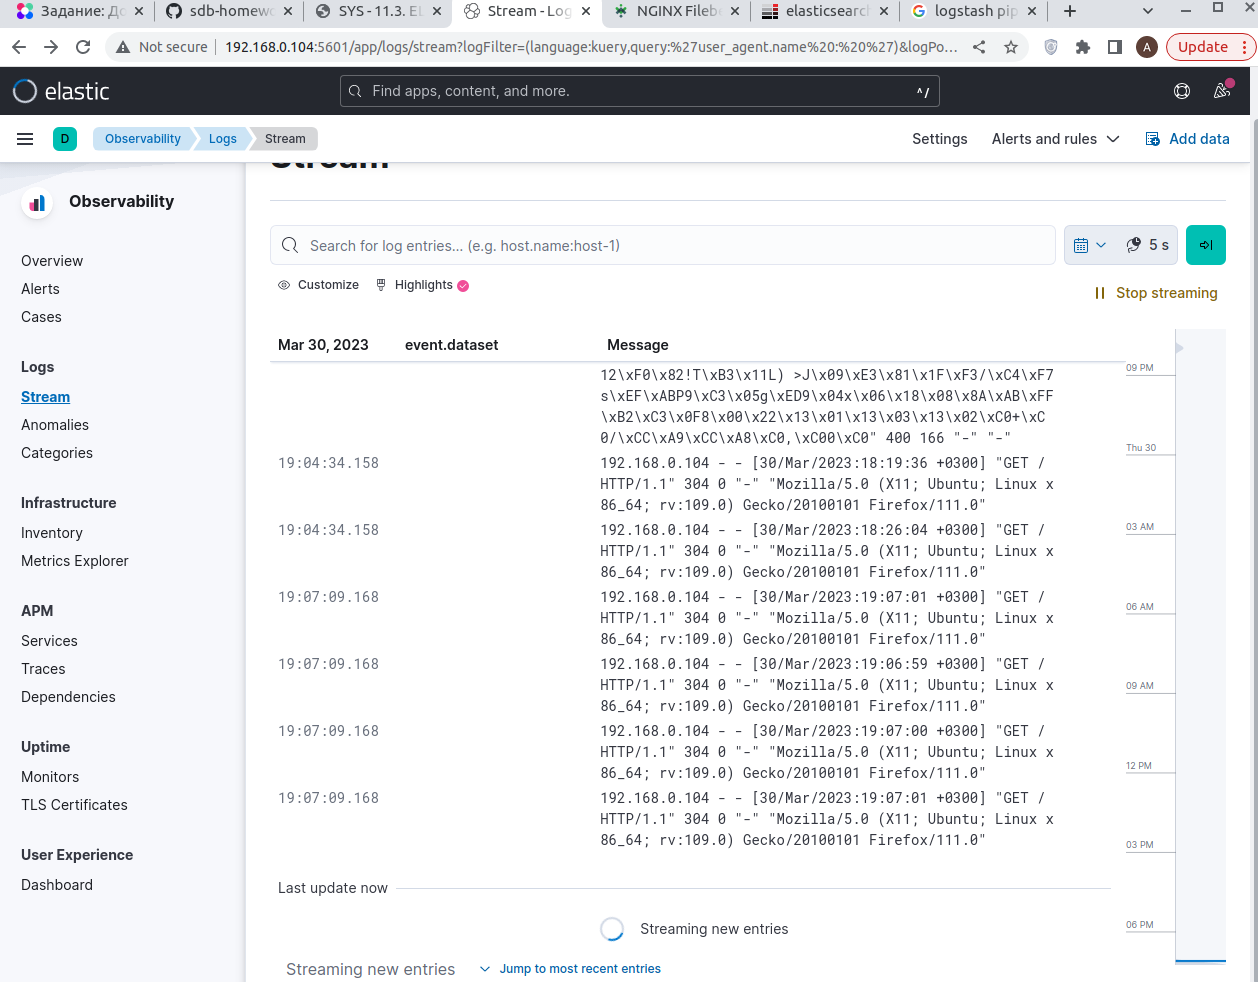 Задание: До
sdb-homewo
SYS - 11.3. EL
Stream - Log
NGINX Fileb
elasticsearch
logstash pip
Not secure
192.168.0.104:5601/app/logs/stream?logFilter=(language:kuery,query:%27user_agent.name%20:%20%27)&logPo…
A
Update
elastic
Find apps, content, and more.
^/
D
Observability
Logs
Stream
Settings
Alerts and rules
Add data
Stream
Observability
Overview
Alerts
Cases
Logs
Stream
Anomalies
Categories
Infrastructure
Inventory
Metrics Explorer
APM
Services
Traces
Dependencies
Uptime
Monitors
TLS Certificates
User Experience
Dashboard
Search for log entries… (e.g. host.name:host-1)
5 s
Customize
Highlights
Stop streaming
Mar 30, 2023
event.dataset
Message
12\xF0\x82!T\xB3\x11L) >J\x09\xE3\x81\x1F\xF3/\xC4\xF7
s\xEF\xABP9\xC3\x05g\xED9\x04x\x06\x18\x08\x8A\xAB\xFF
\xB2\xC3\x0F8\x00\x22\x13\x01\x13\x03\x13\x02\xC0+\xC
0/\xCC\xA9\xCC\xA8\xC0,\xC00\xC0" 400 166 "-" "-"
19:04:34.158
192.168.0.104 - - [30/Mar/2023:18:19:36 +0300] "GET /
HTTP/1.1" 304 0 "-" "Mozilla/5.0 (X11; Ubuntu; Linux x
86_64; rv:109.0) Gecko/20100101 Firefox/111.0"
19:04:34.158
192.168.0.104 - - [30/Mar/2023:18:26:04 +0300] "GET /
HTTP/1.1" 304 0 "-" "Mozilla/5.0 (X11; Ubuntu; Linux x
86_64; rv:109.0) Gecko/20100101 Firefox/111.0"
19:07:09.168
192.168.0.104 - - [30/Mar/2023:19:07:01 +0300] "GET /
HTTP/1.1" 304 0 "-" "Mozilla/5.0 (X11; Ubuntu; Linux x
86_64; rv:109.0) Gecko/20100101 Firefox/111.0"
19:07:09.168
192.168.0.104 - - [30/Mar/2023:19:06:59 +0300] "GET /
HTTP/1.1" 304 0 "-" "Mozilla/5.0 (X11; Ubuntu; Linux x
86_64; rv:109.0) Gecko/20100101 Firefox/111.0"
19:07:09.168
192.168.0.104 - - [30/Mar/2023:19:07:00 +0300] "GET /
HTTP/1.1" 304 0 "-" "Mozilla/5.0 (X11; Ubuntu; Linux x
86_64; rv:109.0) Gecko/20100101 Firefox/111.0"
19:07:09.168
192.168.0.104 - - [30/Mar/2023:19:07:01 +0300] "GET /
HTTP/1.1" 304 0 "-" "Mozilla/5.0 (X11; Ubuntu; Linux x
86_64; rv:109.0) Gecko/20100101 Firefox/111.0"
Last update now
Streaming new entries
Streaming new entries
Jump to most recent entries
09 PM
Thu 30
03 AM
06 AM
09 AM
12 PM
03 PM
06 PM